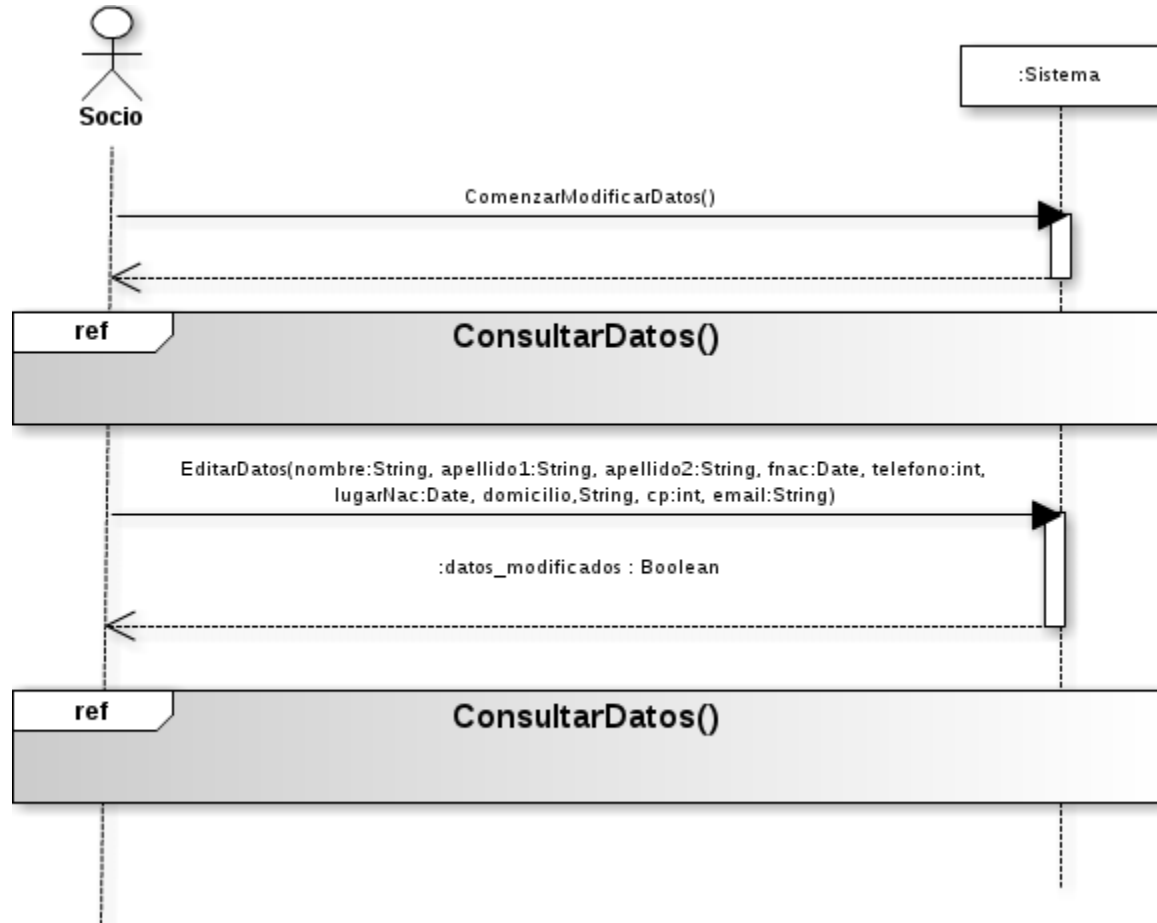 Socio
:Sistema
ComenzarModificarDatos()
ref
ConsultarDatos()
EditarDatos(nombre:String, apellido1:String, apellido2:String, fnac:Date, telefono:int,
lugarNac:Date, domicilio,String, cp:int, email:String)
:datos_modificados : Boolean
ref
ConsultarDatos()